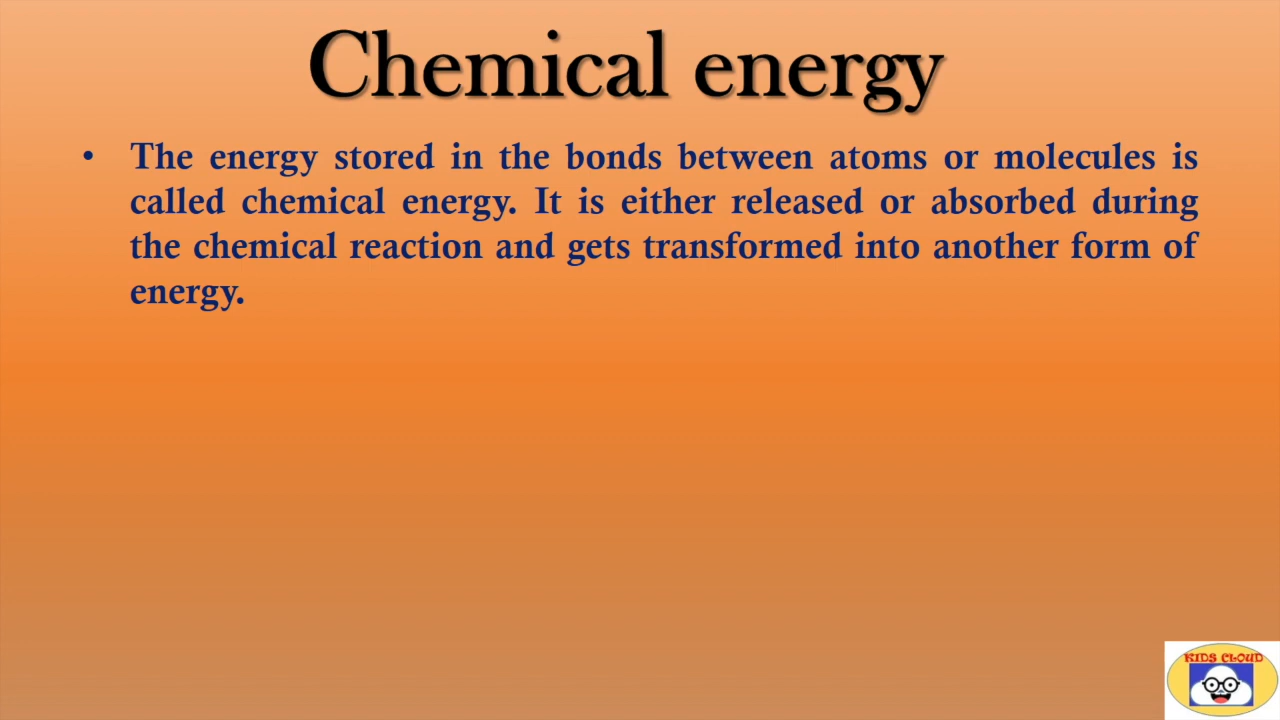 Chemical energy
• The energy stored in the bonds between atoms or molecules is
called chemical energy. It is either released or absorbed during
the chemical reaction and gets transformed into another form of
energy.
KIDS CLOUD